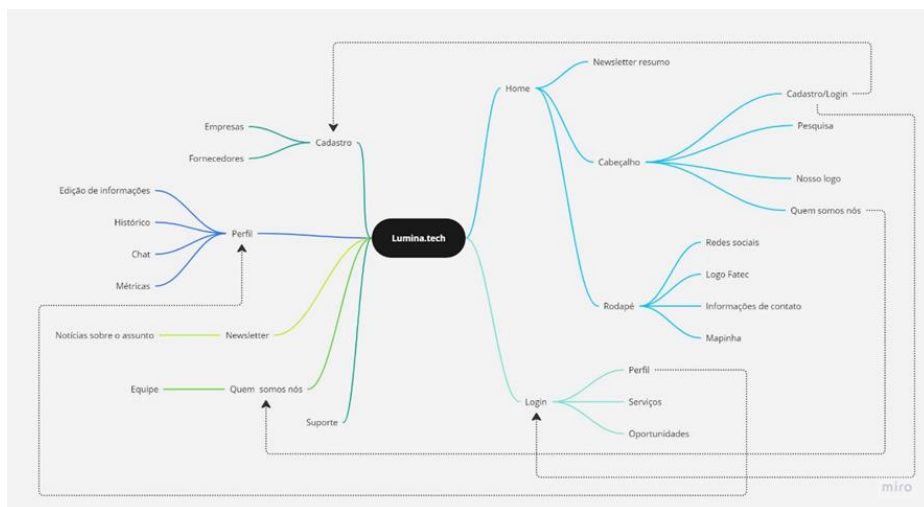 Lumina.tech
Home
Newsletter resumo
Cabeçalho
Cadastro/Login
Pesquisa
Nosso logo
Quem somos nós
Rodapé
Redes sociais
Logo Fatec
Informações de contato
Mapinha
Login
Perfil
Serviços
Oportunidades
Cadastro
Empresas
Fornecedores
Perfil
Edição de informações
Histórico
Chat
Métricas
Newsletter
Notícias sobre o assunto
Quem somos nós
Equipe
Suporte
miro